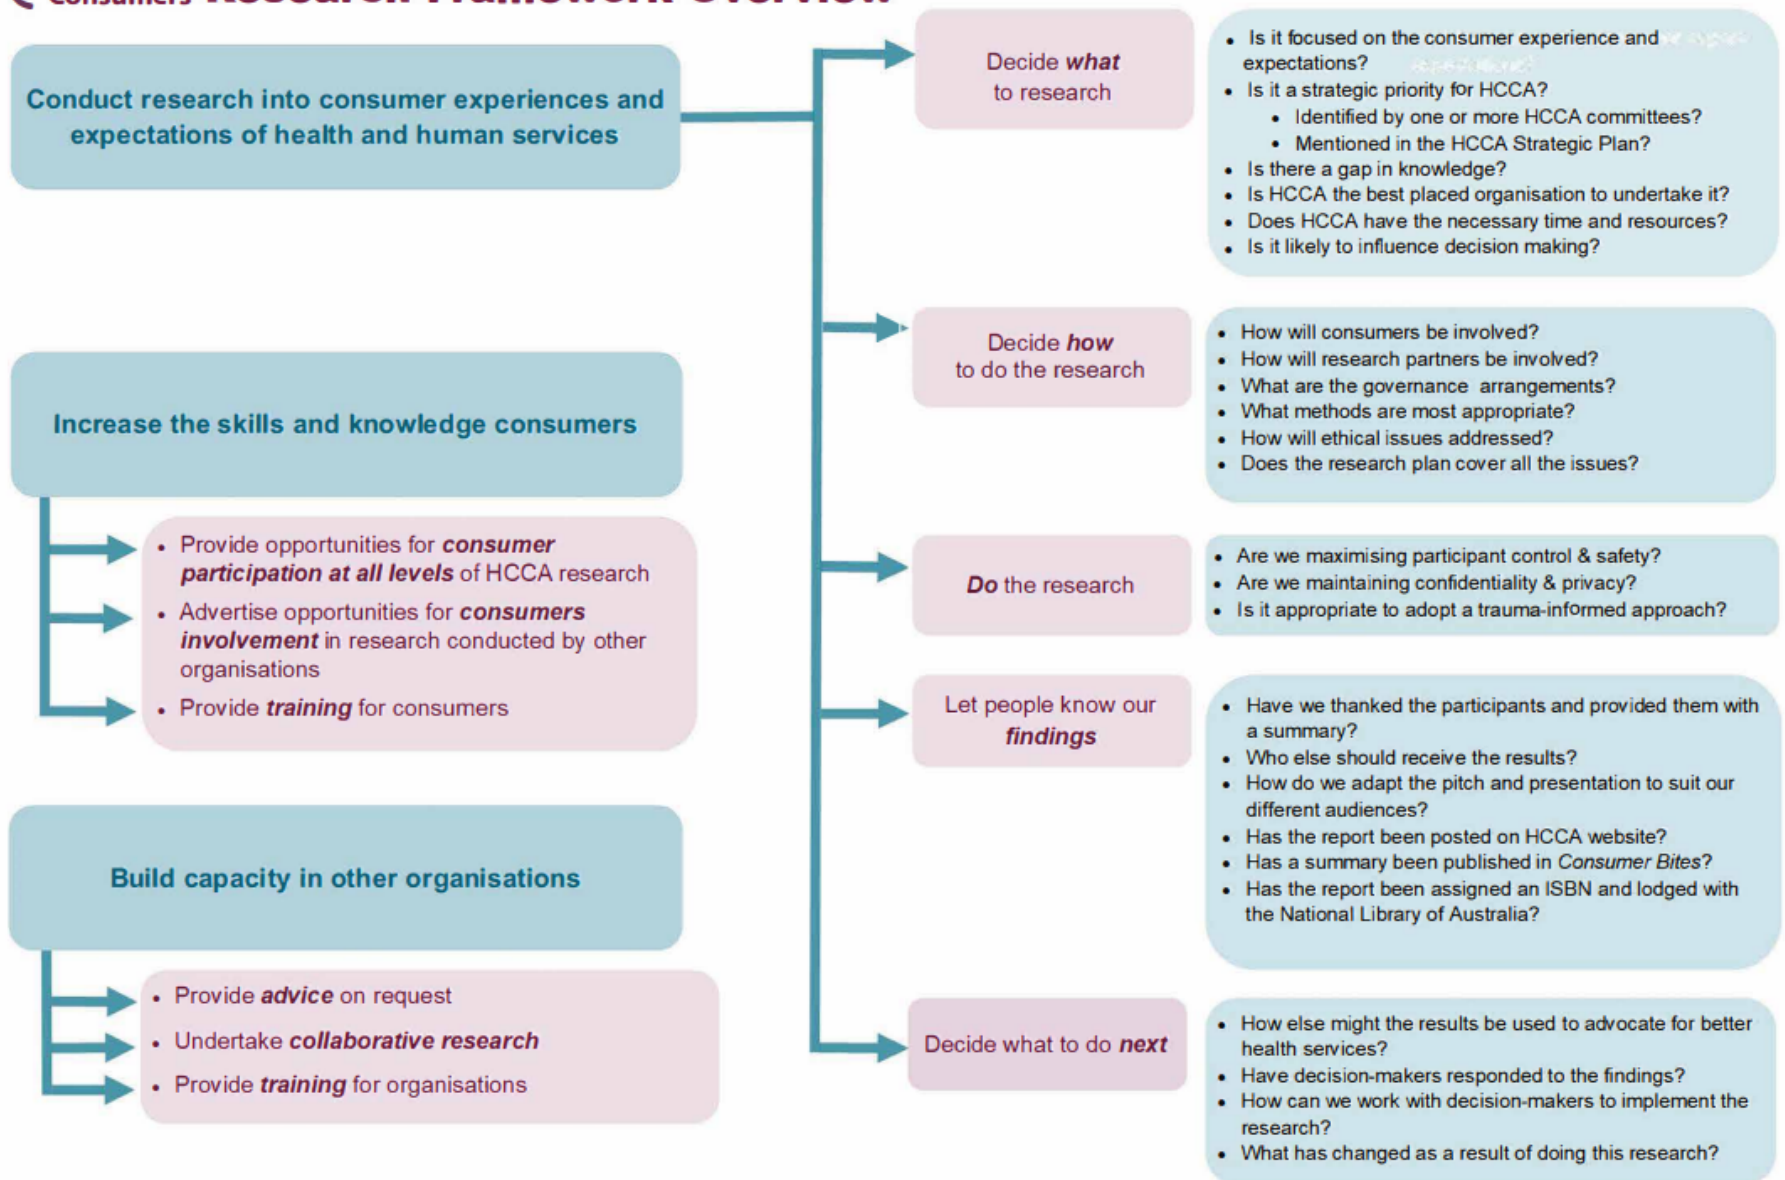 Consumers Research Framework Overview
Conduct research into consumer experiences and
expectations of health and human services
Increase the skills and knowledge consumers
• Provide opportunities for consumer
participation at all levels of HCCA research
• Advertise opportunities for consumers
involvement in research conducted by other
organisations
• Provide training for consumers
Build capacity in other organisations
• Provide advice on request
• Undertake collaborative research
• Provide training for organisations
Decide what
to research
• Is it focused on the consumer experience and
expectations?
• Is it a strategic priority for HCCA?
• Identified by one or more HCCA committees?
• Mentioned in the HCCA Strategic Plan?
• Is there a gap in knowledge?
• Is HCCA the best placed organisation to undertake it?
• Does HCCA have the necessary time and resources?
• Is it likely to influence decision making?
Decide how
to do the research
• How will consumers be involved?
• How will research partners be involved?
• What are the governance arrangements?
• What methods are most appropriate?
• How will ethical issues addressed?
• Does the research plan cover all the issues?
Do the research
• Are we maximising participant control & safety?
• Are we maintaining confidentiality & privacy?
• Is it appropriate to adopt a trauma-informed approach?
Let people know our
findings
• Have we thanked the participants and provided them with
a summary?
• Who else should receive the results?
• How do we adapt the pitch and presentation to suit our
different audiences?
• Has the report been posted on HCCA website?
• Has a summary been published in Consumer Bites?
• Has the report been assigned an ISBN and lodged with
the National Library of Australia?
Decide what to do next
• How else might the results be used to advocate for better
health services?
• Have decision-makers responded to the findings?
• How can we work with decision-makers to implement the
research?
• What has changed as a result of doing this research?